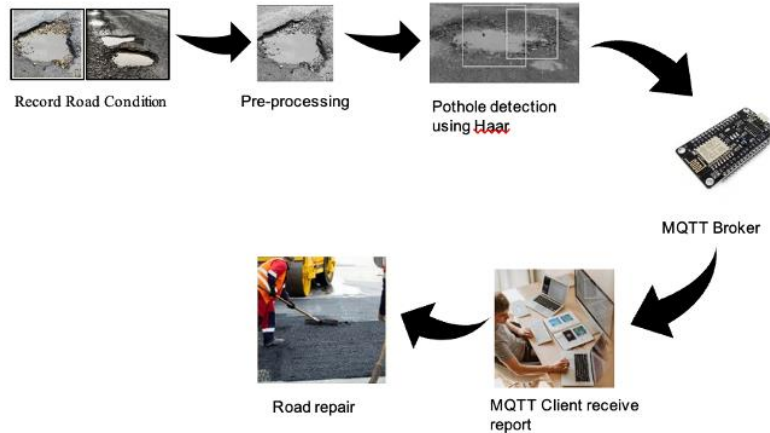 Record Road Condition
Pre-processing
Pothole detection
using Haar
MQTT Broker
Road repair
MQTT Client receive
report